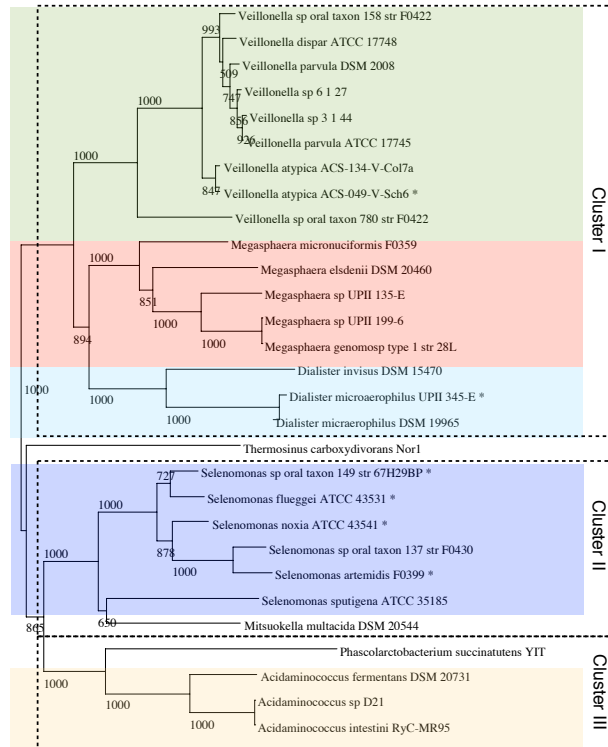 Veillonella sp oral taxon 158 str F0422
993
Veillonella dispar ATCC 17748
Veillonella parvula DSM 2008
509
Veillonella sp 6 1 27
747
1000
Veillonella sp 3 1 44
856
926
Veillonella parvula ATCC 17745
1000
Veillonella atypica ACS-134-V-Col7a
847
Veillonella atypica ACS-049-V-Sch6 *
Veillonella sp oral taxon 780 str F0422
Cluster I
Megasphaera micronuciformis F0359
1000
Megasphaera elsdenii DSM 20460
851
Megasphaera sp UPII 135-E
1000
Megasphaera sp UPII 199-6
1000
894
Megasphaera genomosp type 1 str 28L
Dialister invisus DSM 15470
1000
1000
Dialister microaerophilus UPII 345-E *
1000
Dialister microaerophilus DSM 19965
Thermosinus carboxydivorans Nor1
Selenomonas sp oral taxon 149 str 67H29BP *
727
Selenomonas flueggei ATCC 43531 *
1000
Selenomonas noxia ATCC 43541 *
Cluster II
1000
878
Selenomonas sp oral taxon 137 str F0430
1000
Selenomonas artemidis F0399 *
Selenomonas sputigena ATCC 35185
650
865
Mitsuokella multacida DSM 20544
Phascolarctobacterium succinatutens YIT
Cluster III
1000
Acidaminococcus fermentans DSM 20731
1000
Acidaminococcus sp D21
1000
Acidaminococcus intestini RyC-MR95